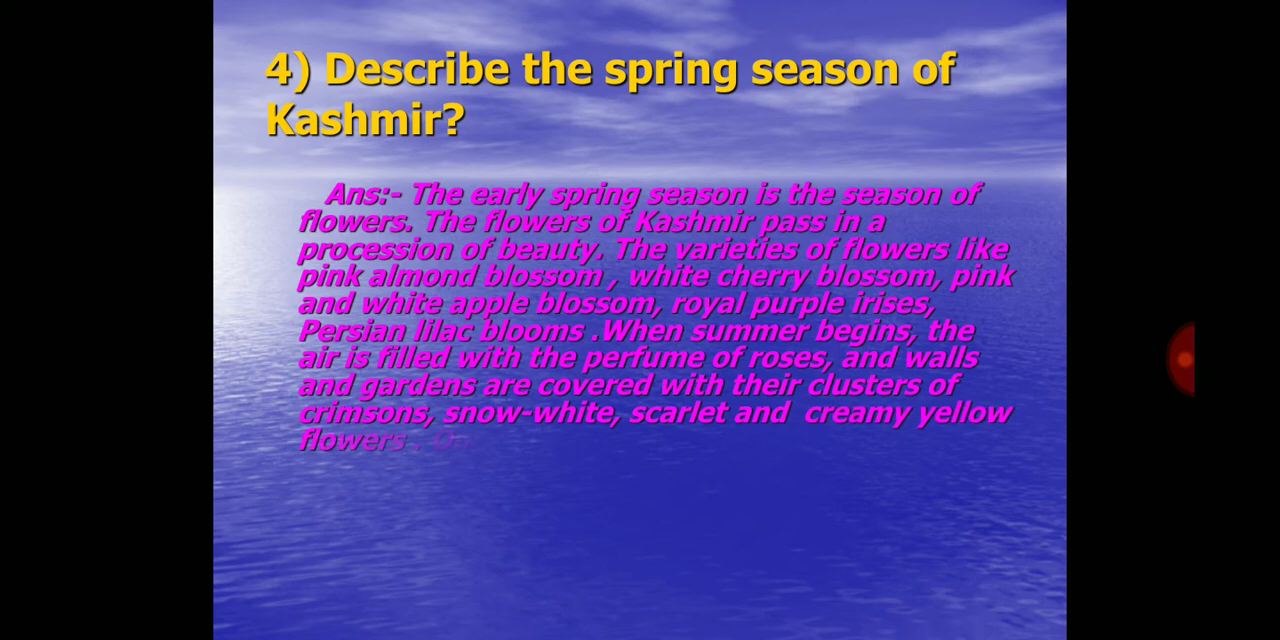 4) Describe the spring season of
Kashmir?
Ans:- The early spring season is the season of
flowers. The flowers of Kashmir pass in a
procession of beauty. The varieties of flowers like
pink almond blossom , white cherry blossom, pink
and white apple blossom, royal purple irises,
Persian lilac blooms .When summer begins, the
air is filled with the perfume of roses, and walls
and gardens are covered with their clusters of
crimsons, snow-white, scarlet and creamy yellow
flowers .